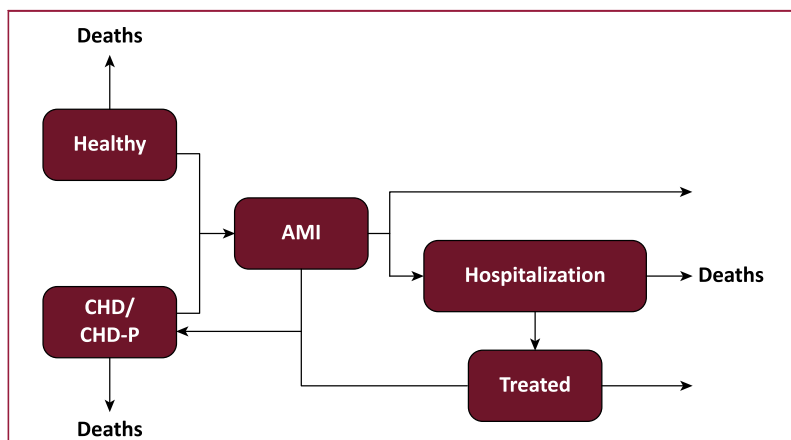 Deaths
Healthy
AMI
Hospitalization
Deaths
CHD/
CHD-P
Treated
Deaths